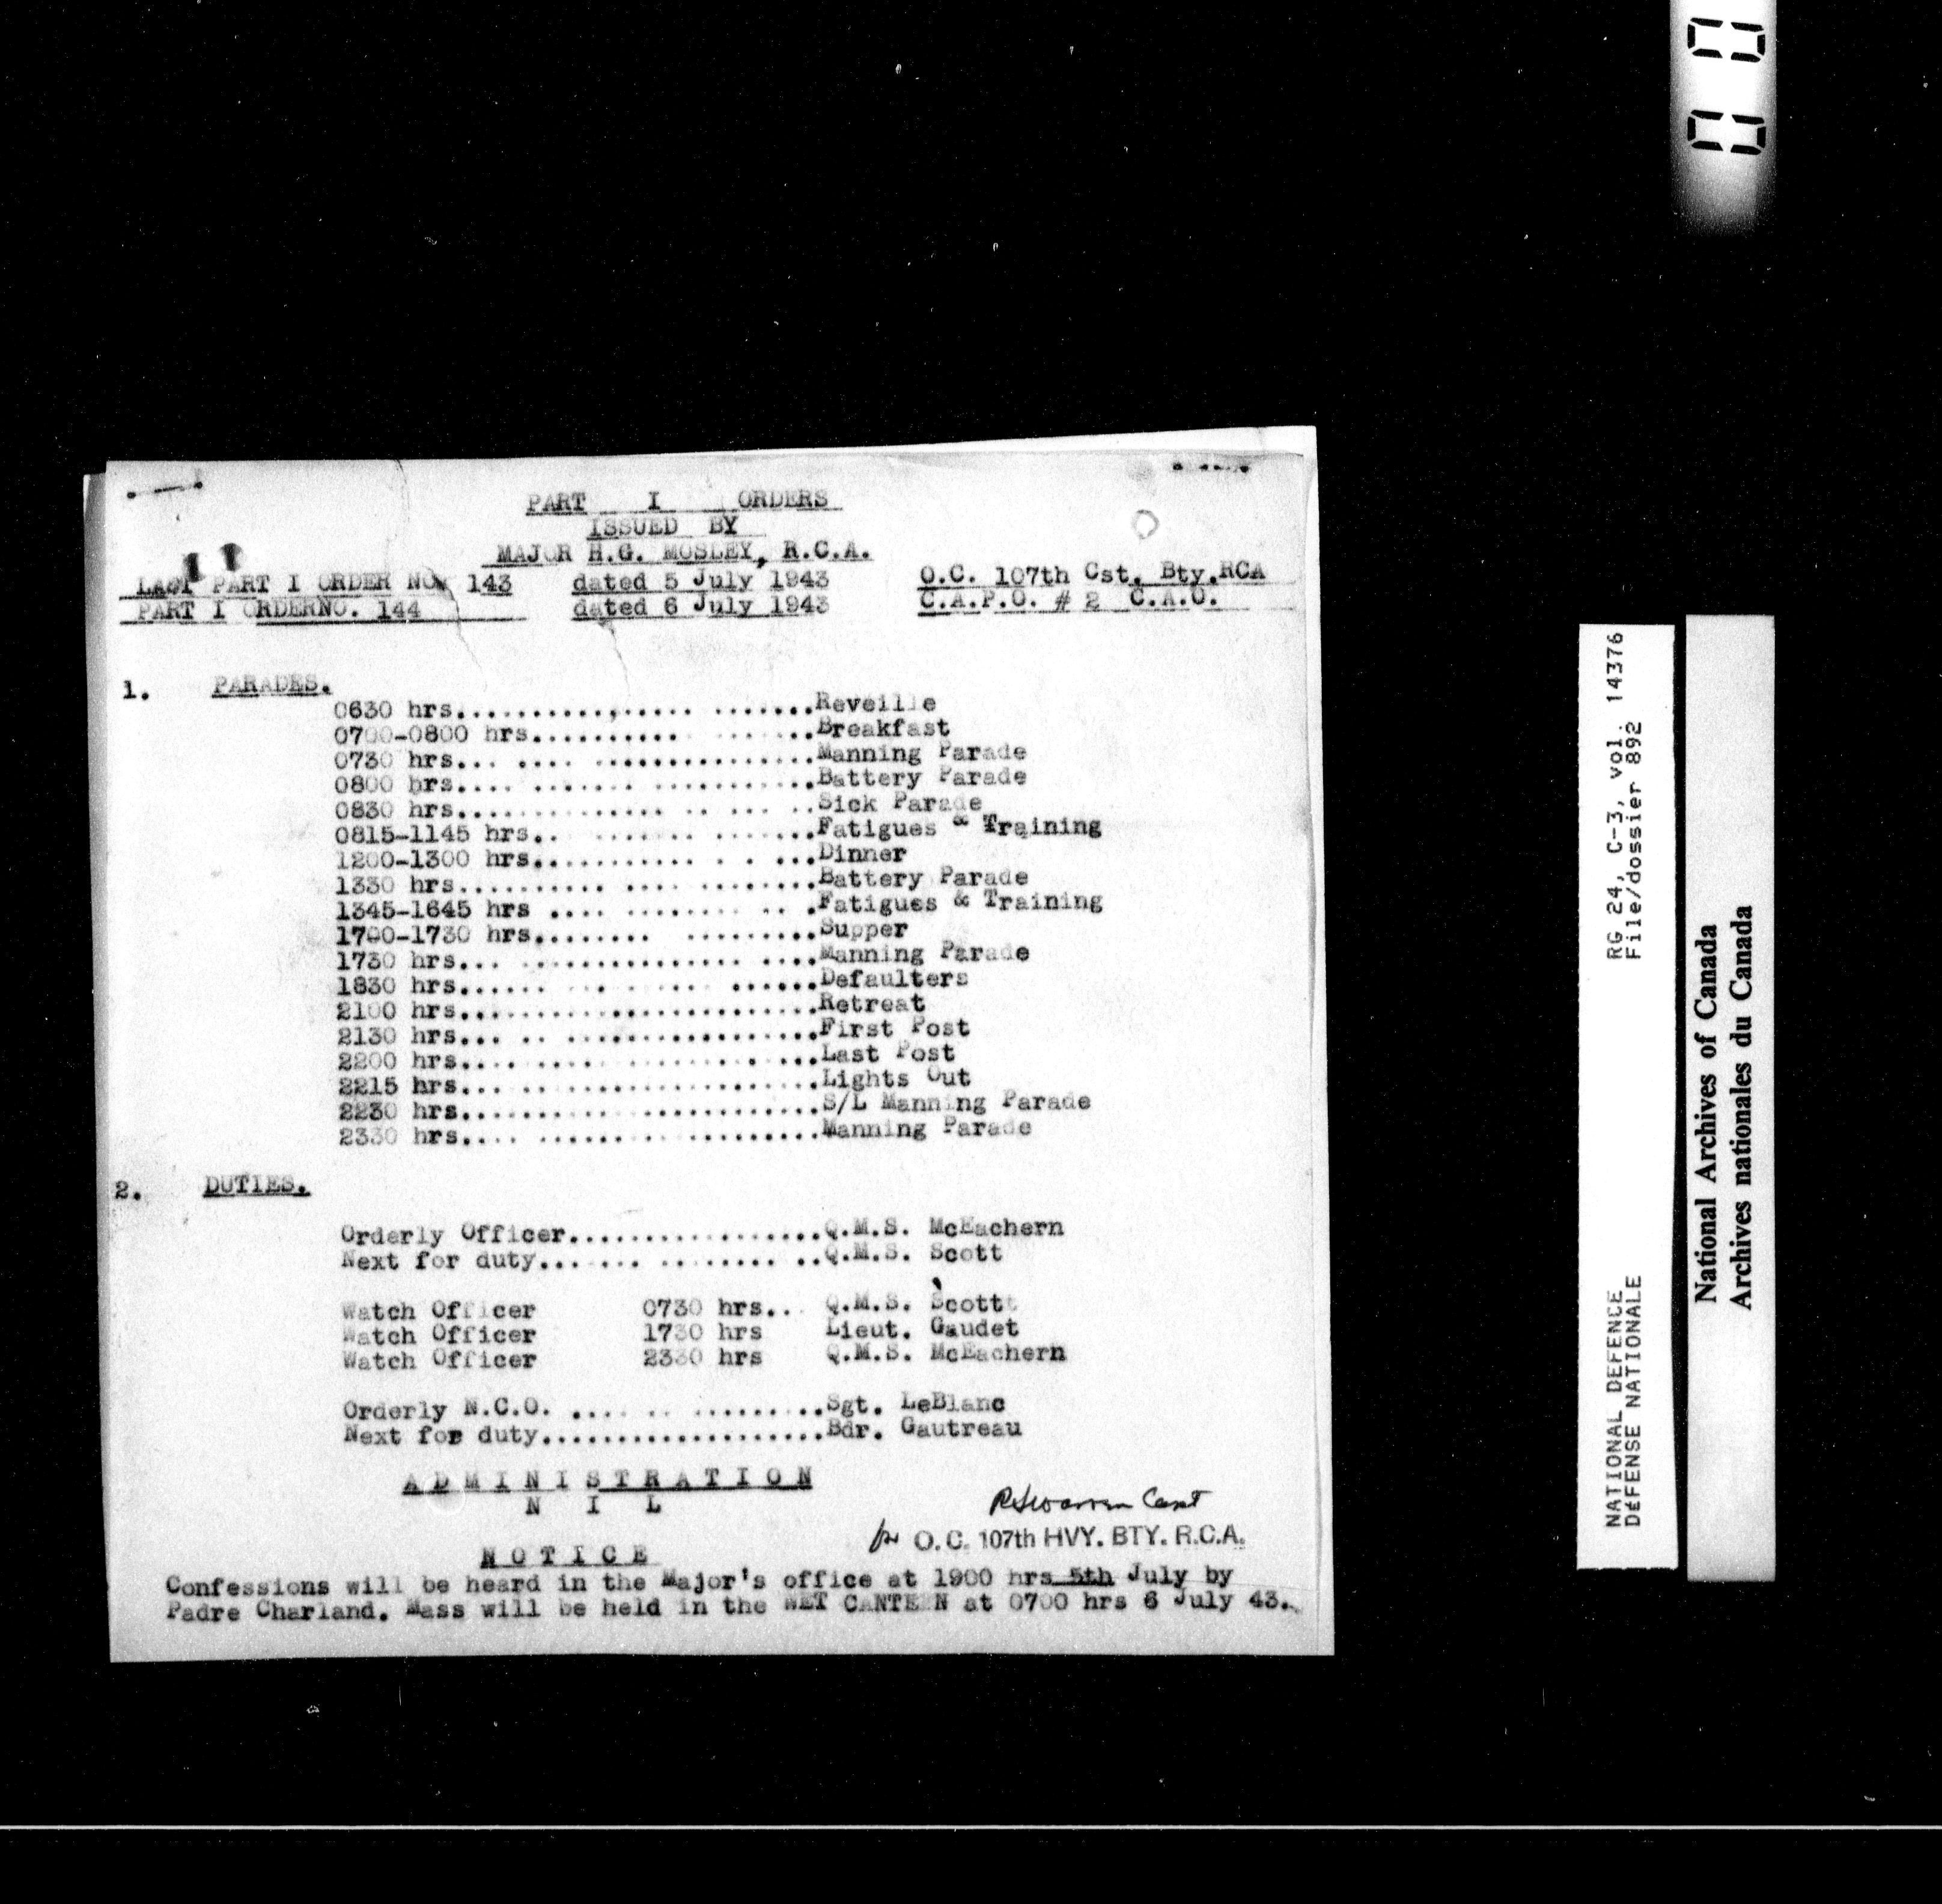 PART I ORDERS
ISSUED BY
MAJOR H.G. MOSLEY, R.C.A.
LAST PART I ORDER NO. 143 dated 5 July 1943 O.C. 107th Cst. Bty.RCA
PART I ORDERNO. 144 dated 6 July 1943 C.A.P.O. # 2 C.A.O.
1. PARADES.
0630 hrs..............................Reveille
0700-0800 hrs.........................Breakfast
0730 hrs..............................Manning Parade
0800 hrs..............................Battery Parade
0830 hrs..............................Sick Parade
0815-1145 hrs.........................Fatigues & Training
1200-1300 hrs.........................Dinner
1330 hrs..............................Battery Parade
1345-1645 hrs ........................Fatigues & Training
1700-1730 hrs.........................Supper
1730 hrs..............................Manning Parade
1830 hrs..............................Defaulters
2100 hrs..............................Retreat
2130 hrs..............................First Post
2200 hrs..............................Last Post
2215 hrs..............................Lights Out
2230 hrs..............................S/L Manning Parade
2330 hrs..............................Manning Parade
2. DUTIES.
Orderly Officer.................Q.M.S. McEachern
Next for duty...................Q.M.S. Scott
Watch Officer 0730 hrs... Q.M.S. Scott
Watch Officer 1730 hrs Lieut. Gaudet
Watch Officer 2330 hrs Q.M.S. McEachern
Orderly N.C.O. .................Sgt. LeBlanc
Next for duty...................Bdr. Gautreau
ADMINISTRATION
N I L
Warren Capt
for O.C. 107th HVY. BTY. R.C.A.
NOTICE
Confessions will be heard in the Major's office at 1900 hrs 5th July by
Padre Charland. Mass will be held in the WET CANTEEN at 0700 hrs 6 July 43.
RG 24, C-3, vol. 14376
File/dossier 892
NATIONAL DEFENCE
DéFENSE NATIONALE
National Archives of Canada
Archives nationales du Canada